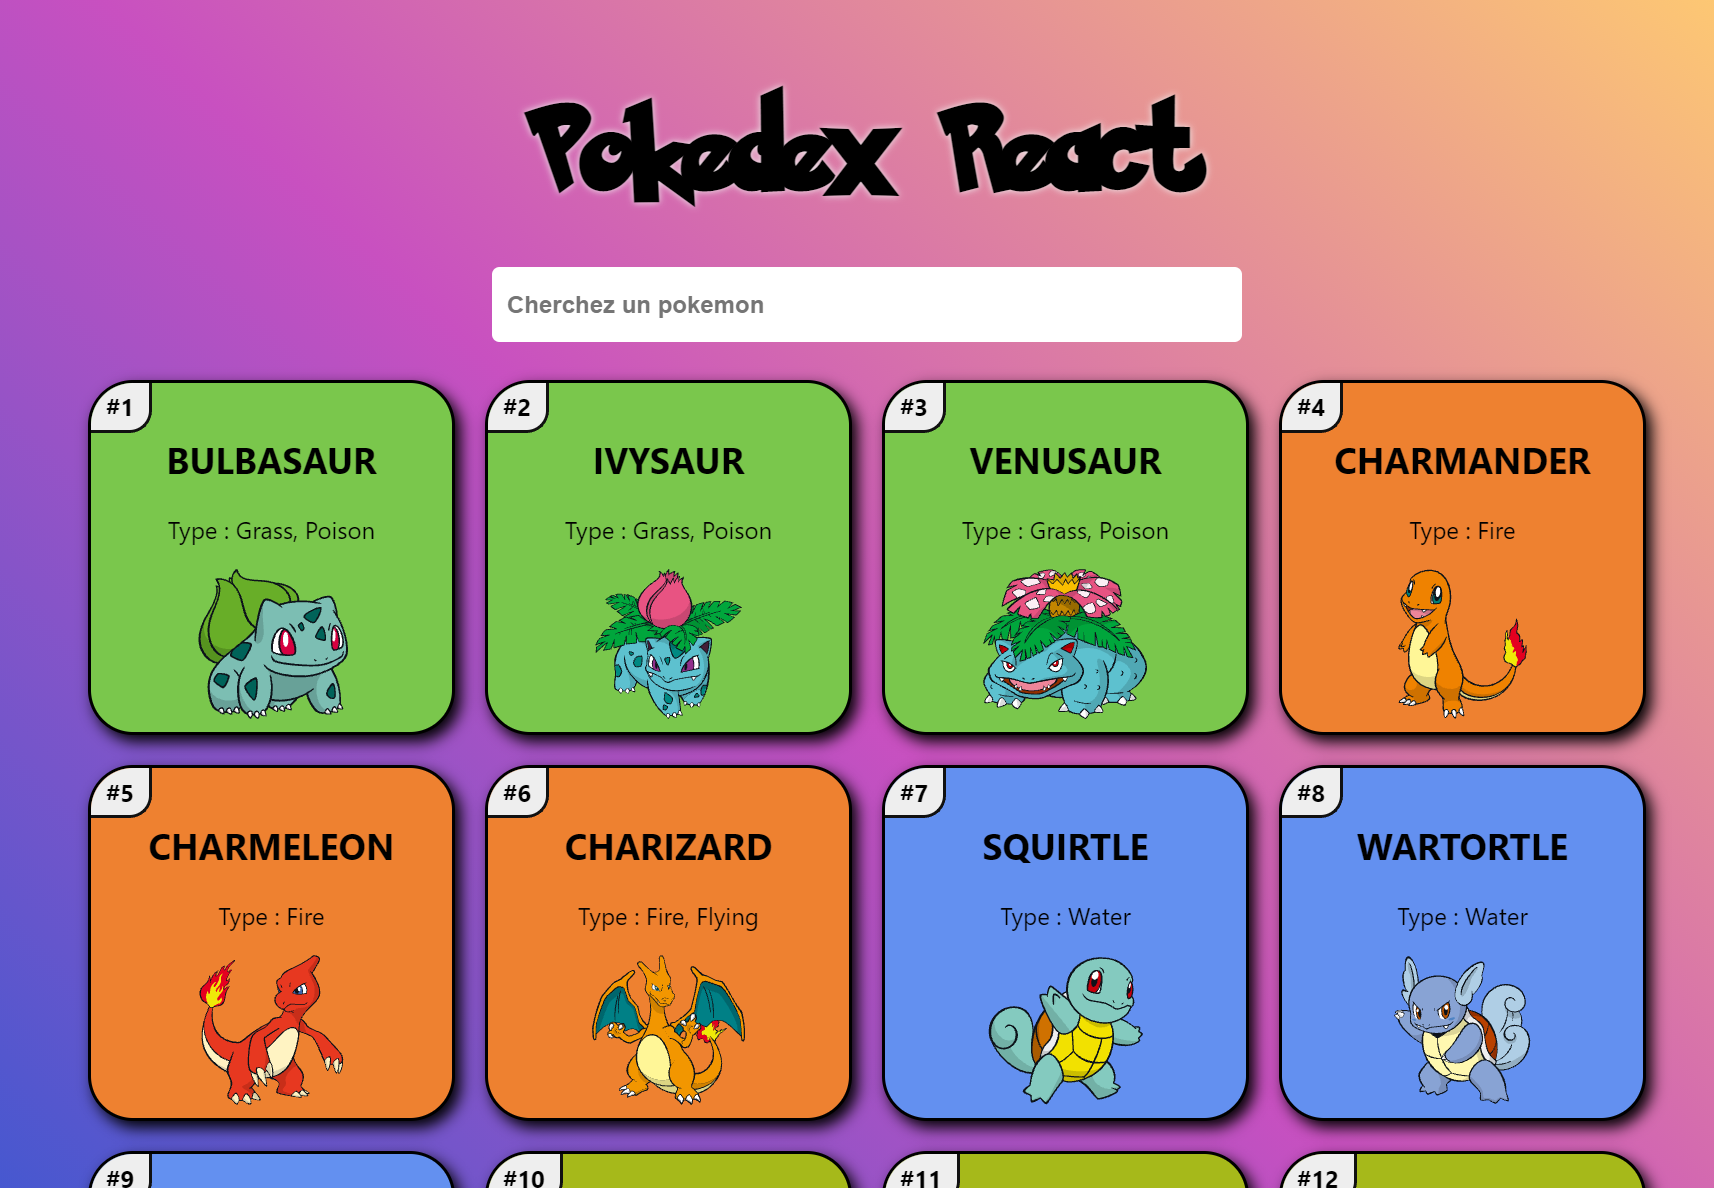 Pokedex React
Cherchez un pokemon
#1
BULBASAUR
Type : Grass, Poison
#2
IVYSAUR
Type : Grass, Poison
#3
VENUSAUR
Type : Grass, Poison
#4
CHARMANDER
Type : Fire
#5
CHARMELEON
Type : Fire
#6
CHARIZARD
Type : Fire, Flying
#7
SQUIRTLE
Type : Water
#8
WARTORTLE
Type : Water
#9
#10
#11
#12